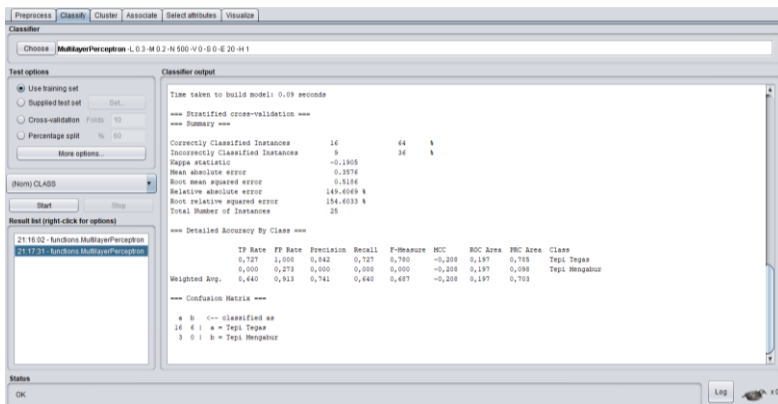 Preprocess Classify Cluster Associate Select attributes Visualize
Classifier
Choose MultilayerPerceptron -L 0.3 -M 0.2 -N 500 -V 0 -S 0 -E 20 -H 1
Test options
Use training set
Supplied test set Set...
Cross-validation Folds 10
Percentage split % 60
More options...
(Nom) CLASS
Start Stop
Result list (right-click for options)
21:16:02 - functions.MultilayerPerceptron
21:17:31 - functions.MultilayerPerceptron
Classifier output
Time taken to build model: 0.09 seconds
=== Stratified cross-validation ===
=== Summary ===
Correctly Classified Instances 16 64 %
Incorrectly Classified Instances 9 36 %
Kappa statistic -0.1905
Mean absolute error 0.3576
Root mean squared error 0.5186
Relative absolute error 149.6069 %
Root relative squared error 154.6033 %
Total Number of Instances 25
=== Detailed Accuracy By Class ===
TP Rate FP Rate Precision Recall F-Measure MCC ROC Area PRC Area Class
0,727 1,000 0,842 0,727 0,780 -0,208 0,197 0,785 Tepi Tegas
0,000 0,273 0,000 0,000 0,000 -0,208 0,197 0,098 Tepi Mengabur
Weighted Avg. 0,640 0,913 0,741 0,640 0,687 -0,208 0,197 0,703
=== Confusion Matrix ===
a b <-- classified as
16 6 | a = Tepi Tegas
3 0 | b = Tepi Mengabur
Status
OK
Log x 0